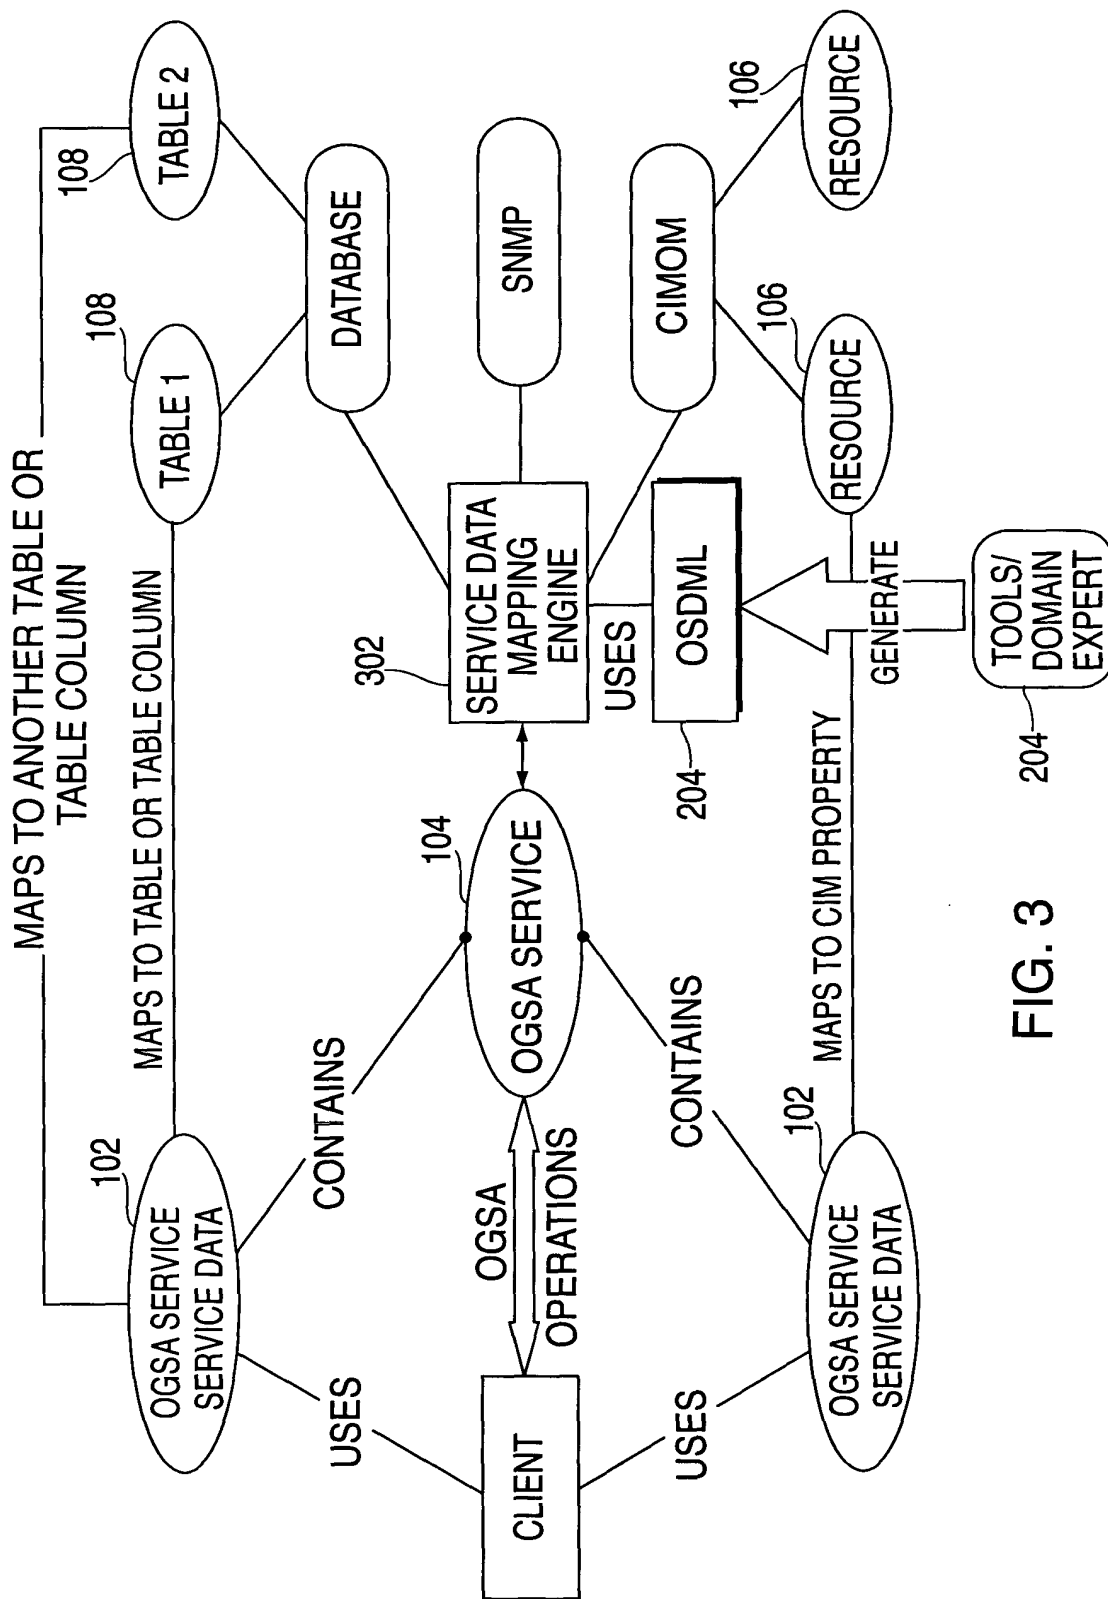 MAPS TO ANOTHER TABLE OR
TABLE COLUMN
MAPS TO TABLE OR TABLE COLUMN
102
OGSA SERVICE
SERVICE DATA
108
TABLE 1
108
TABLE 2
DATABASE
USES
CONTAINS
CLIENT
OGSA
OPERATIONS
104
OGSA SERVICE
302
SERVICE DATA
MAPPING
ENGINE
SNMP
USES
204
OSDML
CIMOM
USES
CONTAINS
102
OGSA SERVICE
SERVICE DATA
MAPS TO CIM PROPERTY
106
RESOURCE
106
RESOURCE
GENERATE
204
TOOLS/
DOMAIN
EXPERT
FIG. 3